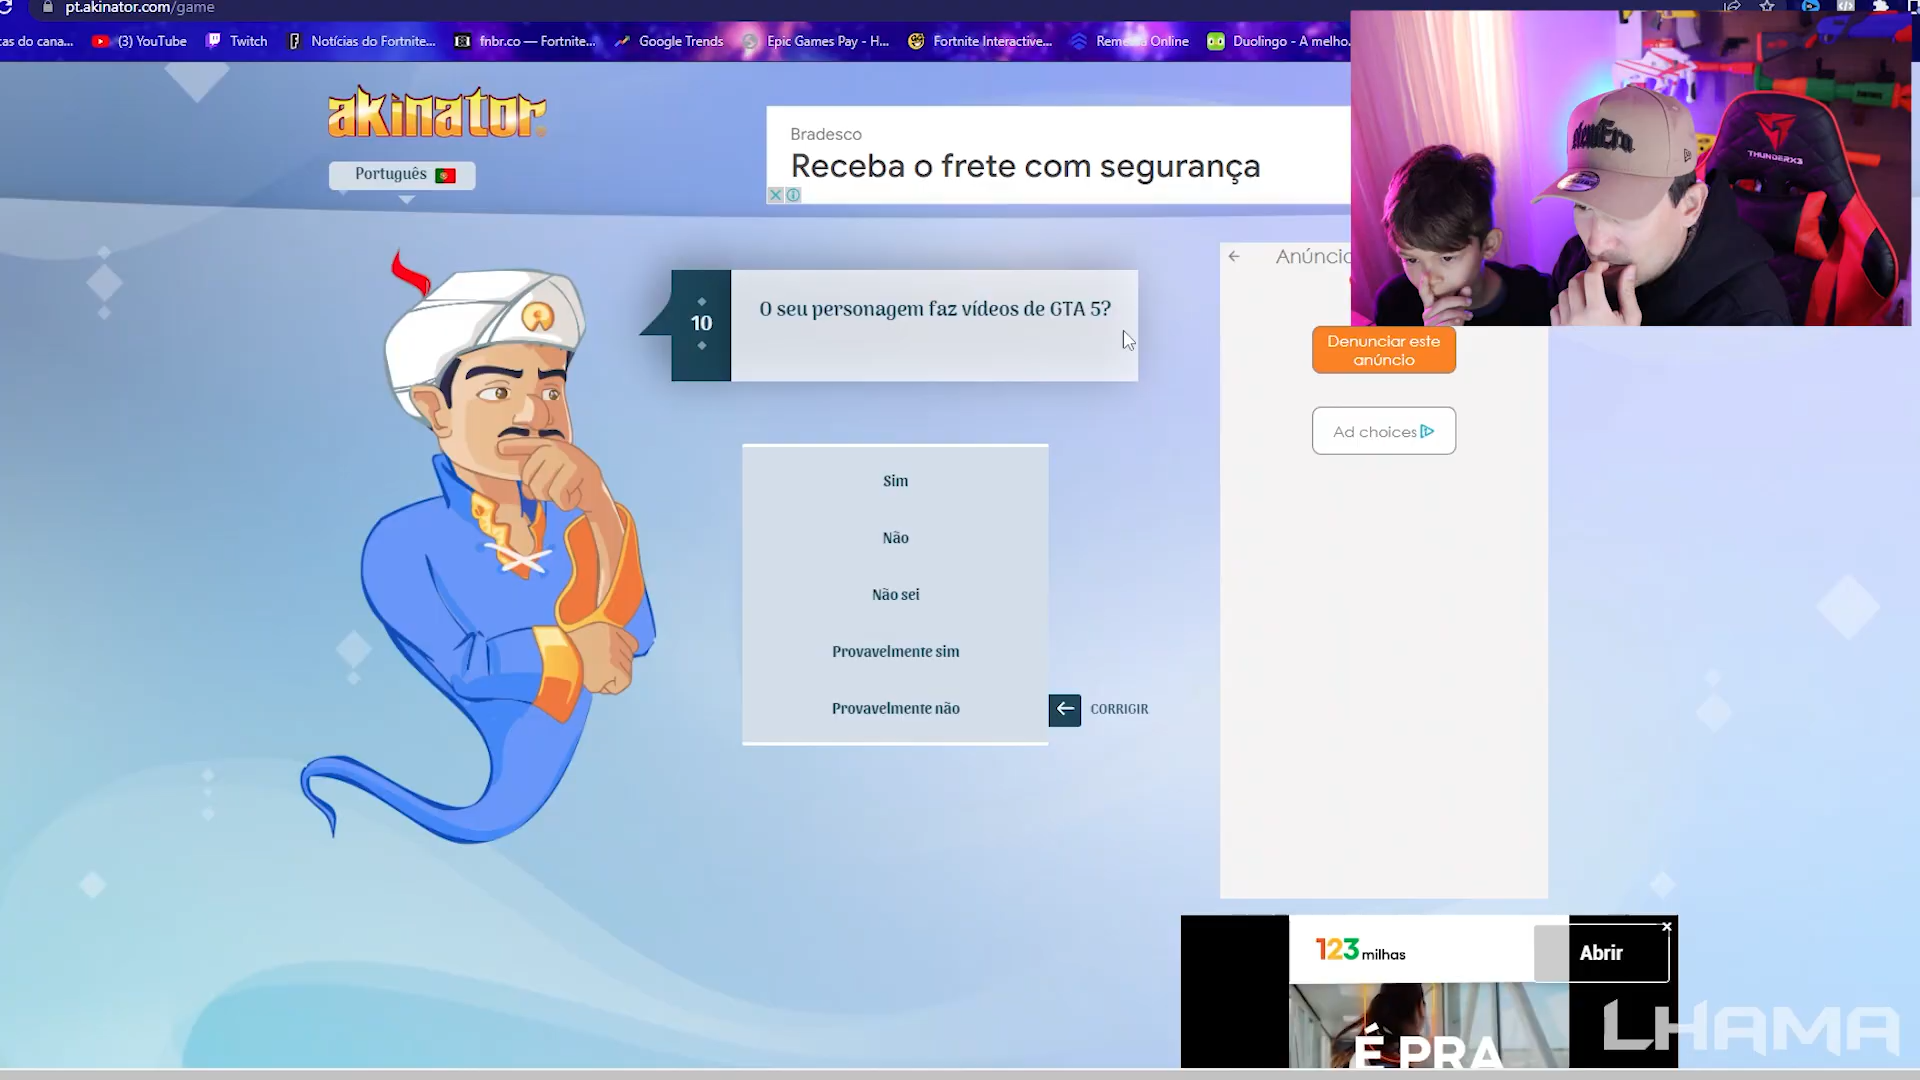 pt.akinator.com/game
as do cana...
(3) YouTube
Twitch
Notícias do Fortnite...
fnbr.co — Fortnite...
Google Trends
Epic Games Pay - H...
Fortnite Interactive...
Remessa Online
Duolingo - A melho...
akinator
Português
Bradesco
Receba o frete com segurança
THUNDERX3
10
O seu personagem faz vídeos de GTA 5?
Sim
Não
Não sei
Provavelmente sim
Provavelmente não
CORRIGIR
Anúncio
Denunciar este
anúncio
Ad choices
123 milhas
Abrir
É PRA
LHAMA